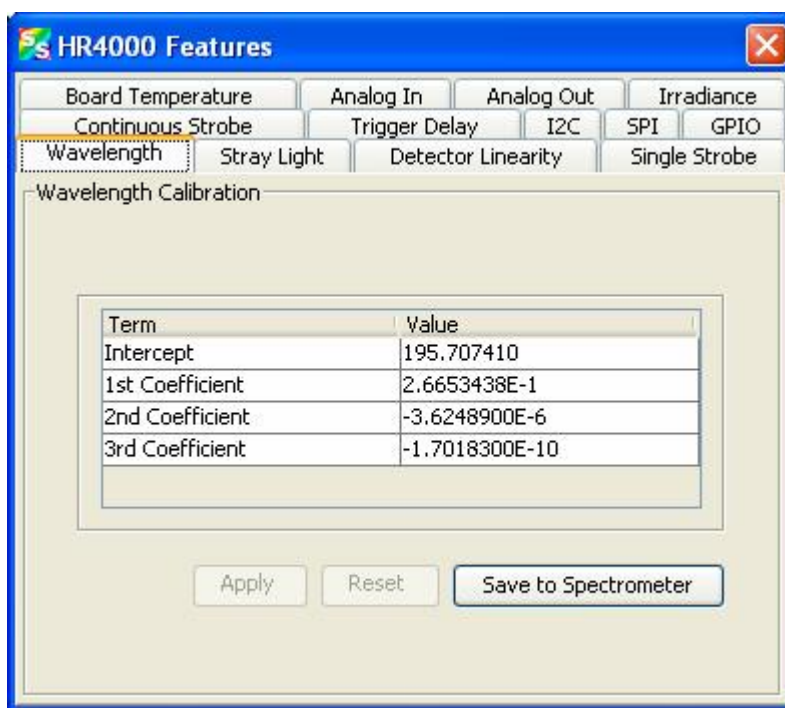 SS HR4000 Features
Board Temperature Analog In Analog Out Irradiance
Continuous Strobe Trigger Delay I2C SPI GPIO
Wavelength Stray Light Detector Linearity Single Strobe
Wavelength Calibration
Term Value
Intercept 195.707410
1st Coefficient 2.6653438E-1
2nd Coefficient -3.6248900E-6
3rd Coefficient -1.7018300E-10
Apply Reset Save to Spectrometer